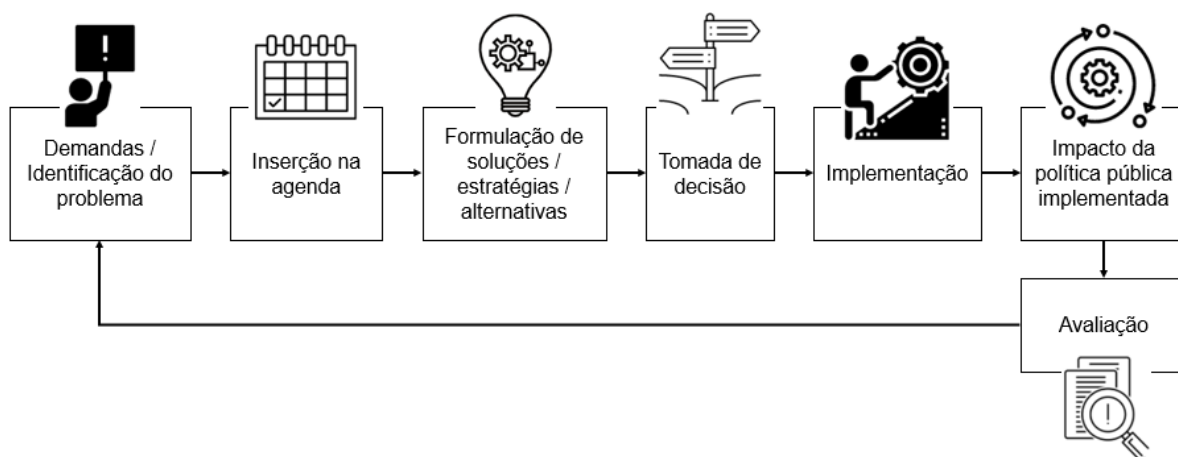 Demandas /
Identificação do
problema
Inserção na
agenda
Formulação de
soluções /
estratégias /
alternativas
Tomada de
decisão
Implementação
Impacto da
política pública
implementada
Avaliação